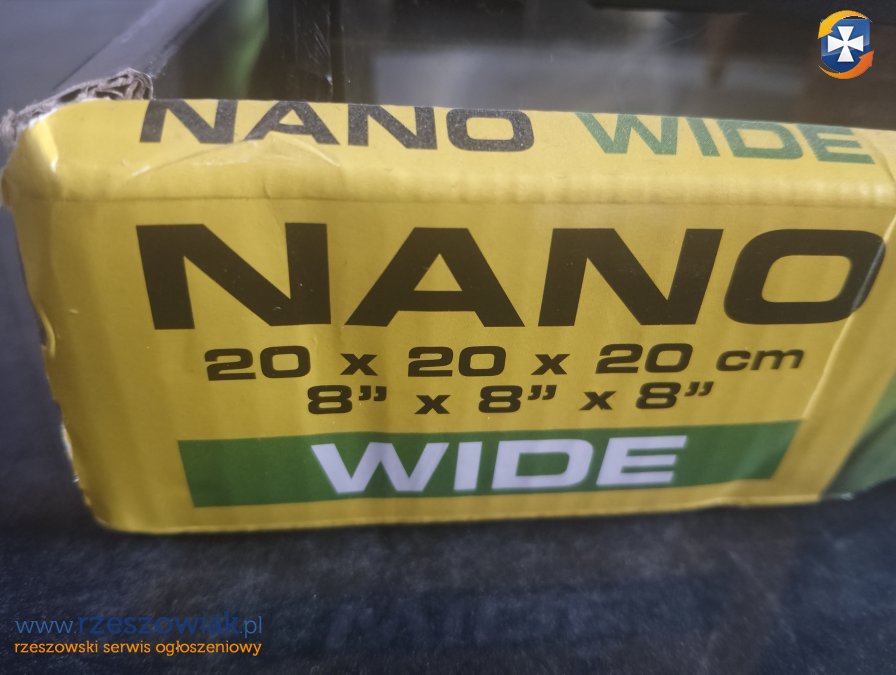 NANO WIDE
NANO
20 x 20 x 20 cm
8” x 8” x 8”
WIDE
www.rzeszowiak.pl
rzeszowski serwis ogłoszeniowy